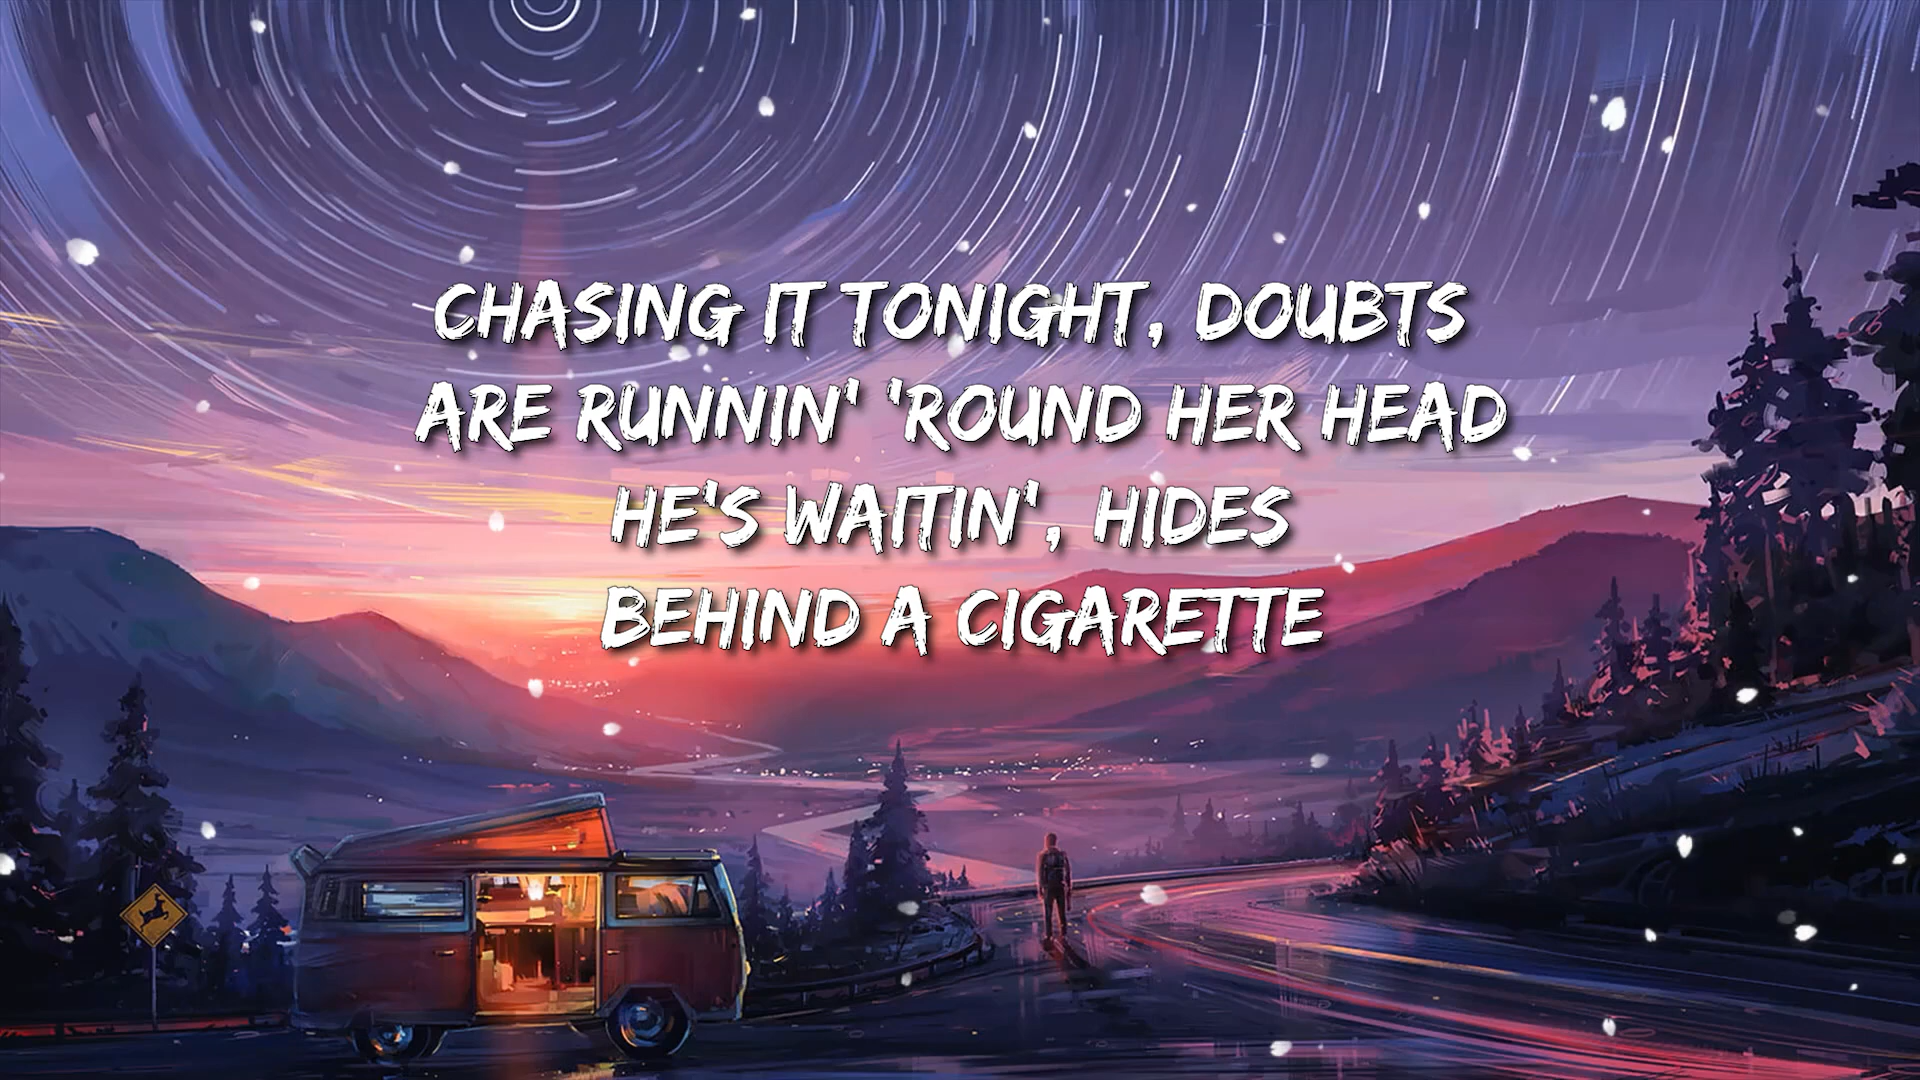 CHASING IT TONIGHT, DOUBTS
ARE RUNNIN' 'ROUND HER HEAD
HE'S WAITIN', HIDES
BEHIND A CIGARETTE